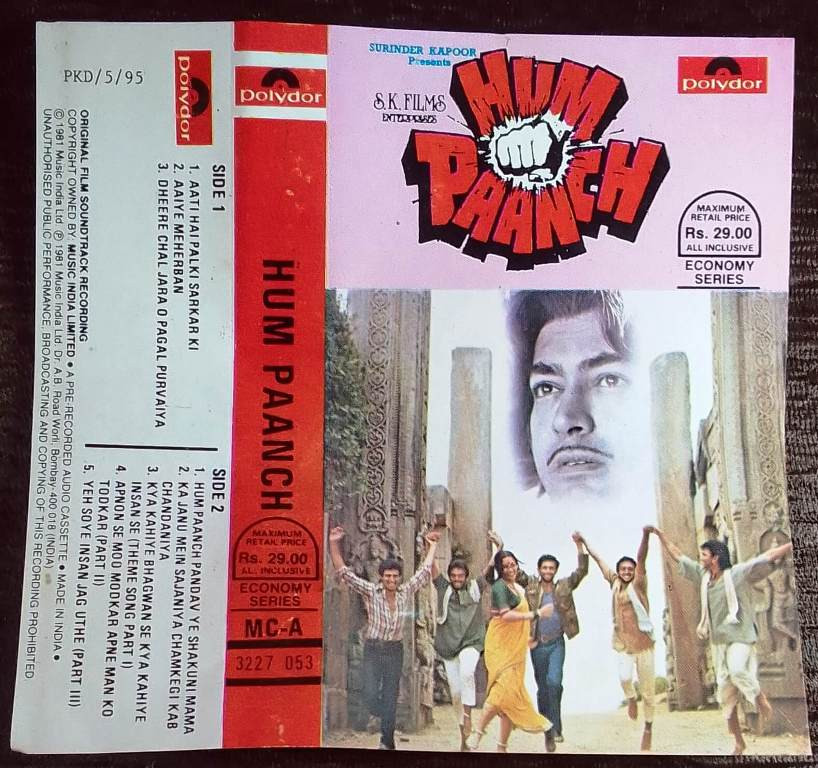 PKD/5/95
polydor
SIDE 1
1. AATI HAI PALKI SARKAR KI
2. AAIYE MEHERBAN
3. DHEERE CHAL JARA O PAGAL PURVAIYA
SIDE 2
1. HUM PAANCH PANDAV YE SHAKUNI MAMA
2. KA JANU MEIN SAJANIYA CHAMKEGI KAB
CHANDANIYA
3. KYA KAHIYE BHAGWAN SE KYA KAHIYE
INSAN SE (THEME SONG PART I)
4. APNON SE MOO MODKAR APNE MAN KO
TODKAR (PART II)
5. YEH SOYE INSAN JAG UTHE (PART III)
ORIGINAL FILM SOUNDTRACK RECORDING
COPYRIGHT OWNED BY: MUSIC INDIA LIMITED • A PRE-RECORDED AUDIO CASSETTE • MADE IN INDIA •
© 1981 Music India Ltd. ℗ 1981 Music India Ltd. Dr. A.B. Road Worli, Bombay-400 018 (INDIA)
UNAUTHORISED PUBLIC PERFORMANCE, BROADCASTING AND COPYING OF THIS RECORDING PROHIBITED
polydor
HUM PAANCH
MAXIMUM
RETAIL PRICE
Rs. 29.00
ALL INCLUSIVE
ECONOMY
SERIES
MC-A
3227 053
SURINDER KAPOOR
Presents
S.K. FILMS
ENTERPRISES
HUM
PAANCH
polydor
MAXIMUM
RETAIL PRICE
Rs. 29.00
ALL INCLUSIVE
ECONOMY
SERIES